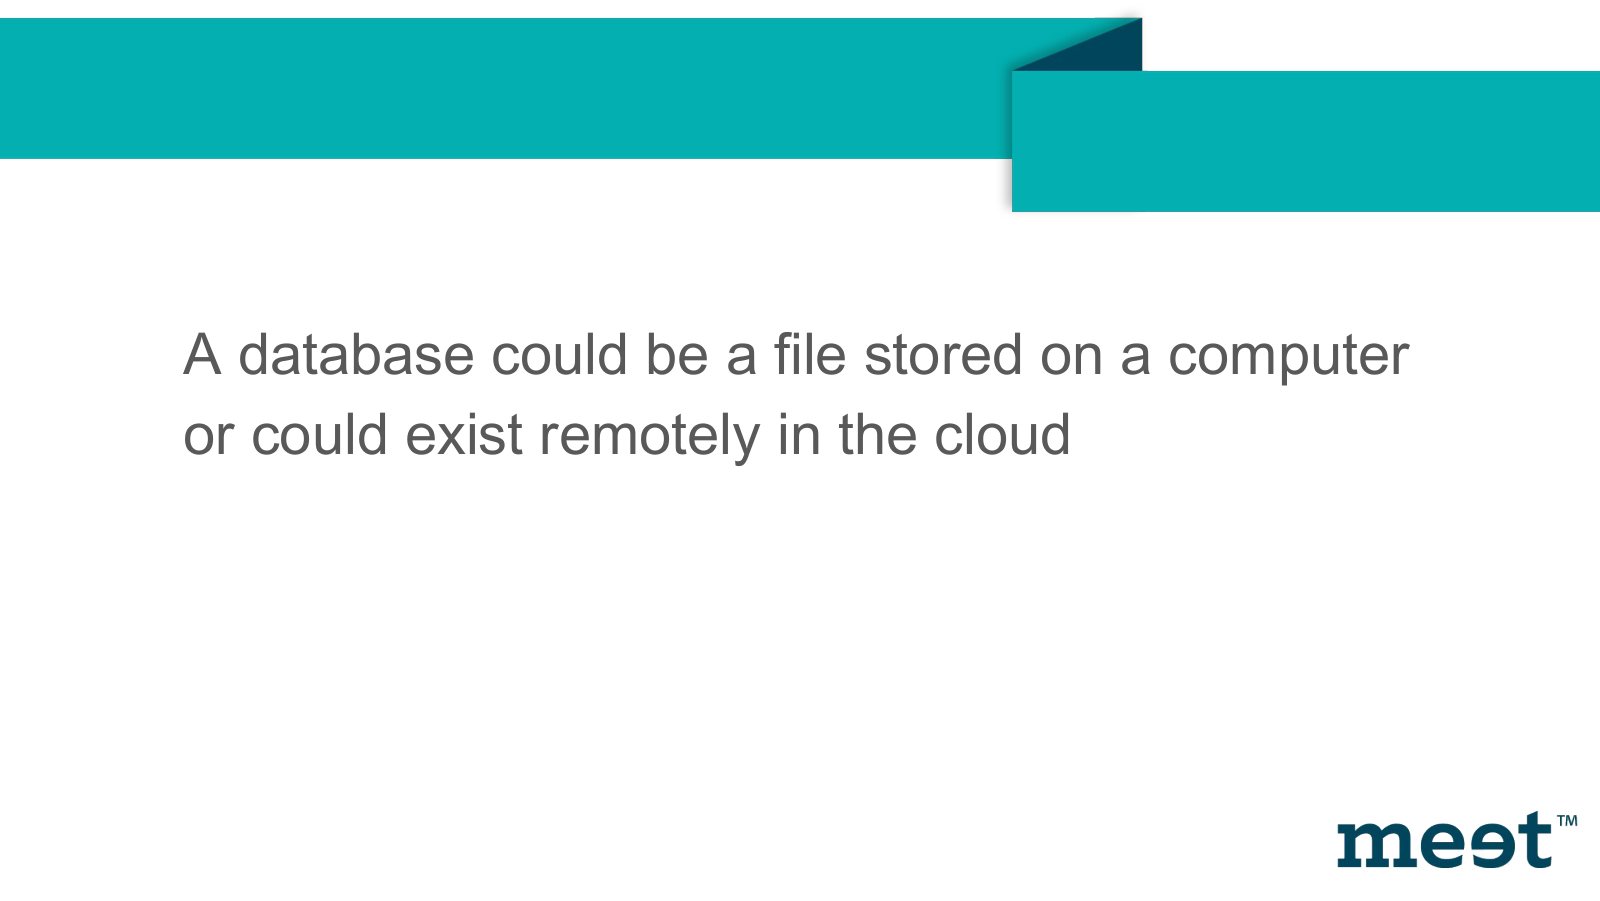 A database could be a file stored on a computer
or could exist remotely in the cloud
meet™